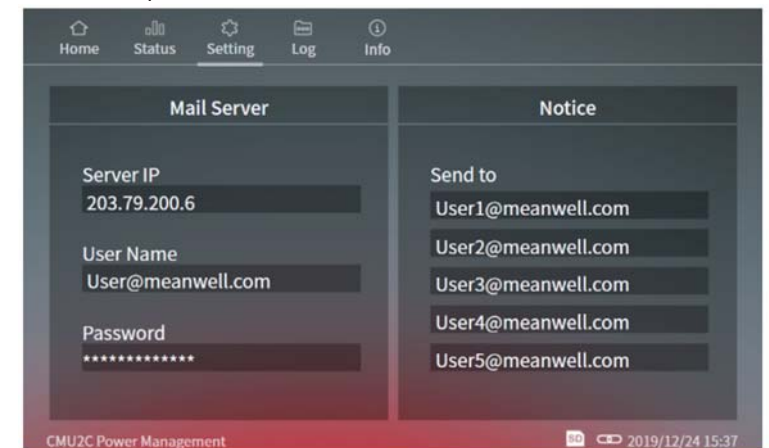 Home Status Setting Log Info
Mail Server
Server IP
203.79.200.6
User Name
User@meanwell.com
Password
*************
Notice
Send to
User1@meanwell.com
User2@meanwell.com
User3@meanwell.com
User4@meanwell.com
User5@meanwell.com
CMU2C Power Management
SD 2019/12/24 15:37